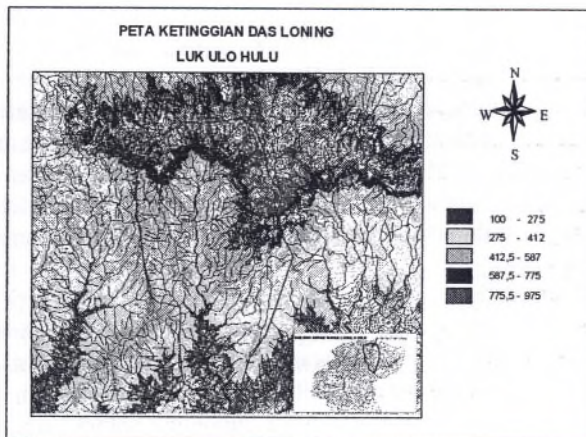 PETA KETINGGIAN DAS LONING
LUK ULO HULU
N
W E
S
100 - 275
275 - 412
412,5 - 587
587,5 - 775
775,5 - 975